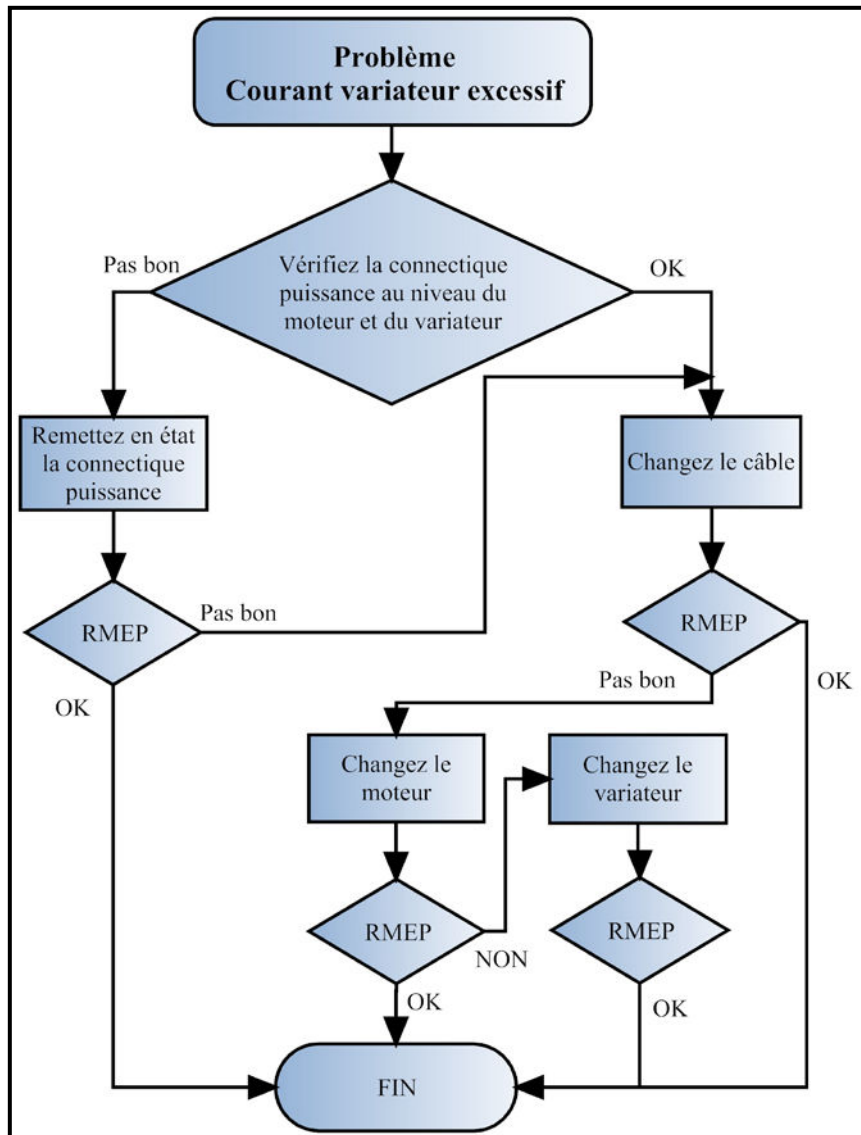 Problème
Courant variateur excessif
Pas bon
Vérifiez la connectique
puissance au niveau du
moteur et du variateur
OK
Remettez en état
la connectique
puissance
Changez le câble
RMEP
Pas bon
RMEP
OK
Pas bon
OK
Changez le
moteur
Changez le
variateur
RMEP
NON
RMEP
OK
OK
FIN